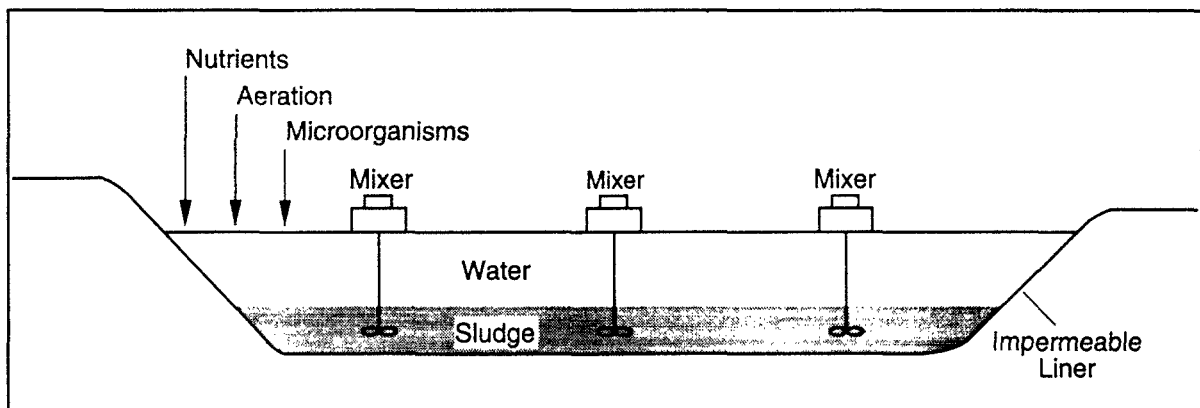 Nutrients
Aeration
Microorganisms
Mixer
Mixer
Mixer
Water
Sludge
Impermeable
Liner